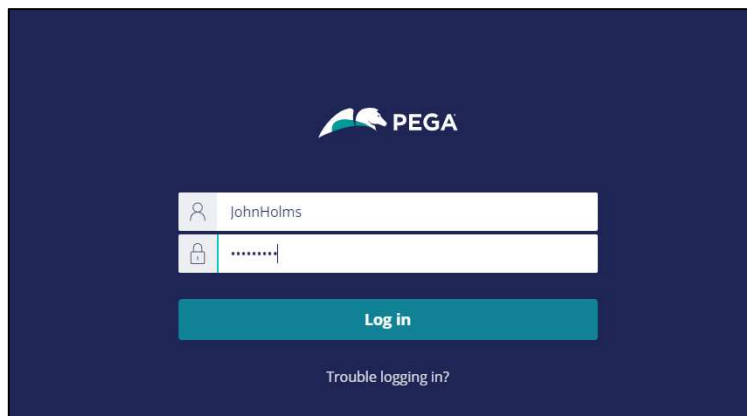 PEGA
JohnHolms
•••••••••
Log in
Trouble logging in?